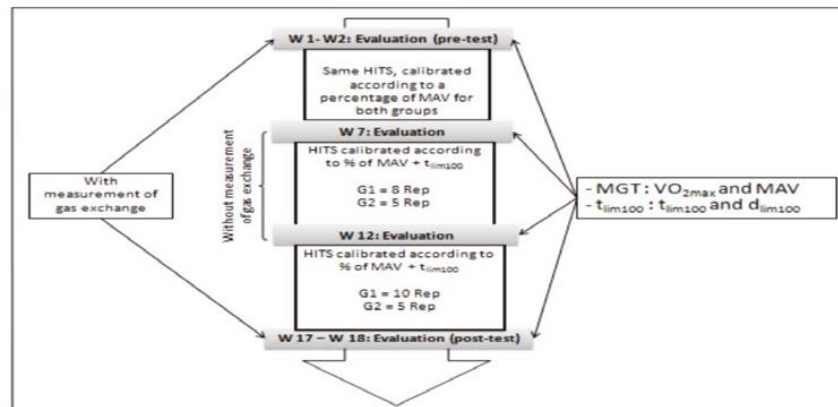 W 1- W2: Evaluation (pre-test)
Same HITS, calibrated
according to a
percentage of MAV for
both groups
W 7: Evaluation
HITS calibrated according
to % of MAV + tlim100
G1 = 8 Rep
G2 = 5 Rep
W 12: Evaluation
HITS calibrated according to
% of MAV + tlim100
G1 = 10 Rep
G2 = 5 Rep
W 17 – W 18: Evaluation (post-test)
With
measurement of
gas exchange
Without measurement
of gas exchange
- MGT : VO2max and MAV
- tlim100 : tlim100 and dlim100